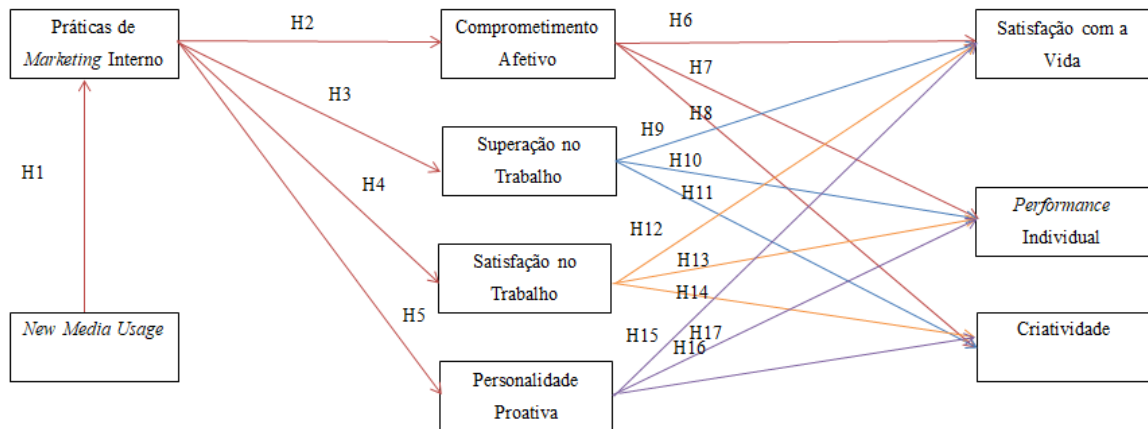 Práticas de
Marketing Interno
H2
Comprometimento
Afetivo
H6
Satisfação com a
Vida
H7
H3
H8
H9
Superação no
Trabalho
H10
H1
H4
H11
Performance
Individual
H12
Satisfação no
Trabalho
H13
H14
New Media Usage
H5
H15
H17
H16
Criatividade
Personalidade
Proativa